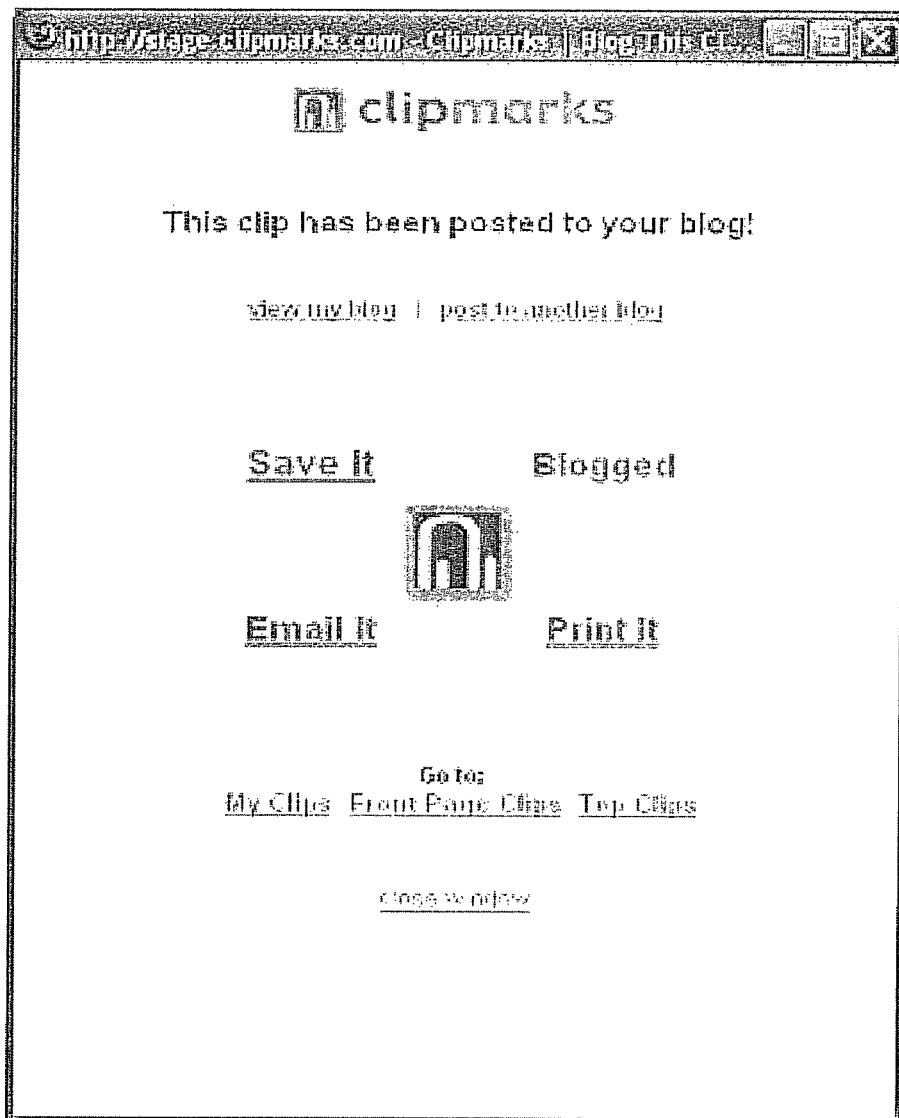 http://stage.clipmarks.com - Clipmarks | Blog This Cl...
clipmarks
This clip has been posted to your blog!
view my blog | post to another blog
Save It Blogged
Email It Print It
Go to:
My Clips Front Page Clips Top Clips
close window